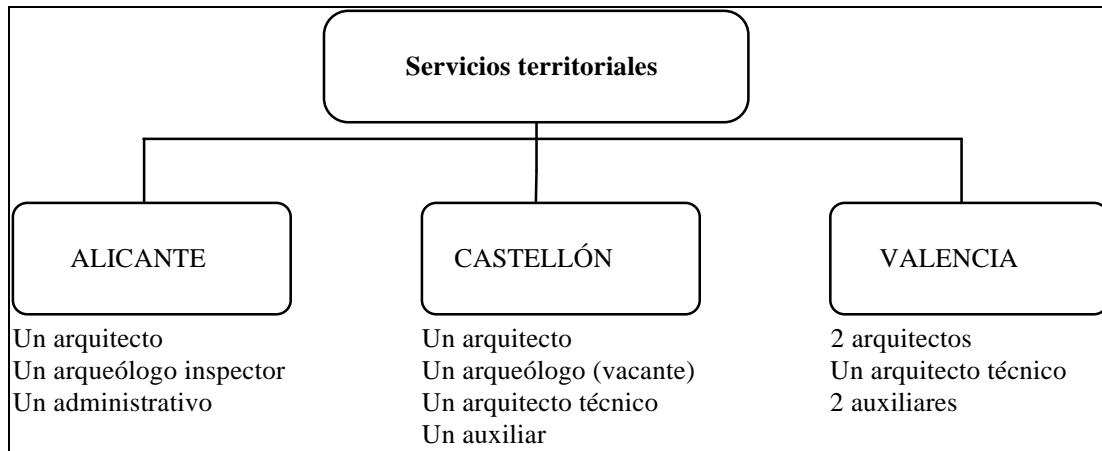 Servicios territoriales
ALICANTE
Un arquitecto
Un arqueólogo inspector
Un administrativo
CASTELLÓN
Un arquitecto
Un arqueólogo (vacante)
Un arquitecto técnico
Un auxiliar
VALENCIA
2 arquitectos
Un arquitecto técnico
2 auxiliares